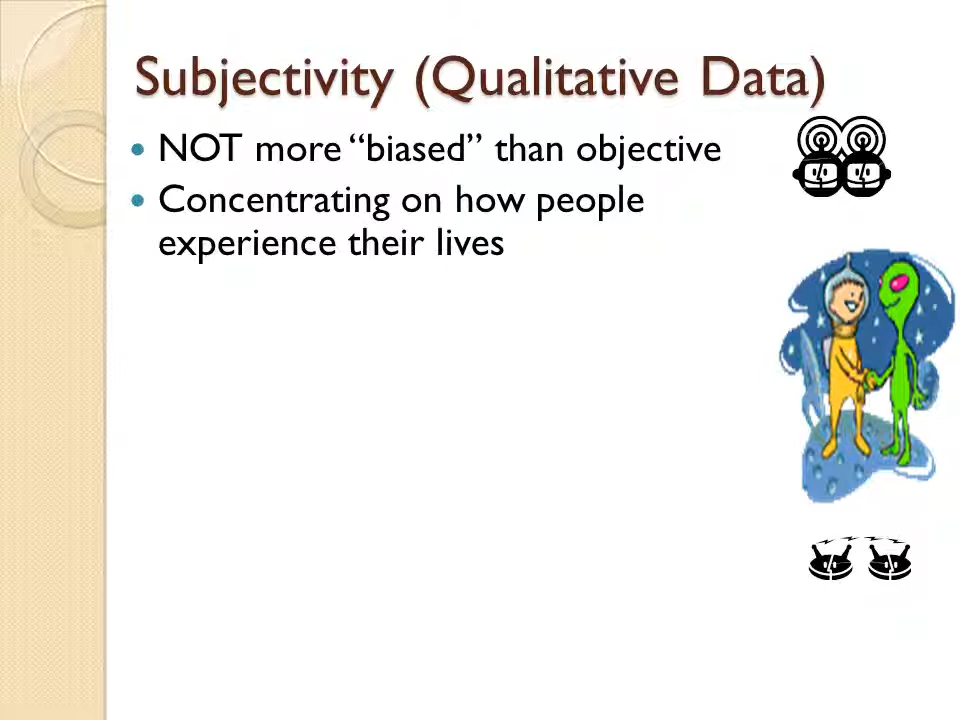 Subjectivity (Qualitative Data)
• NOT more “biased” than objective
• Concentrating on how people
experience their lives